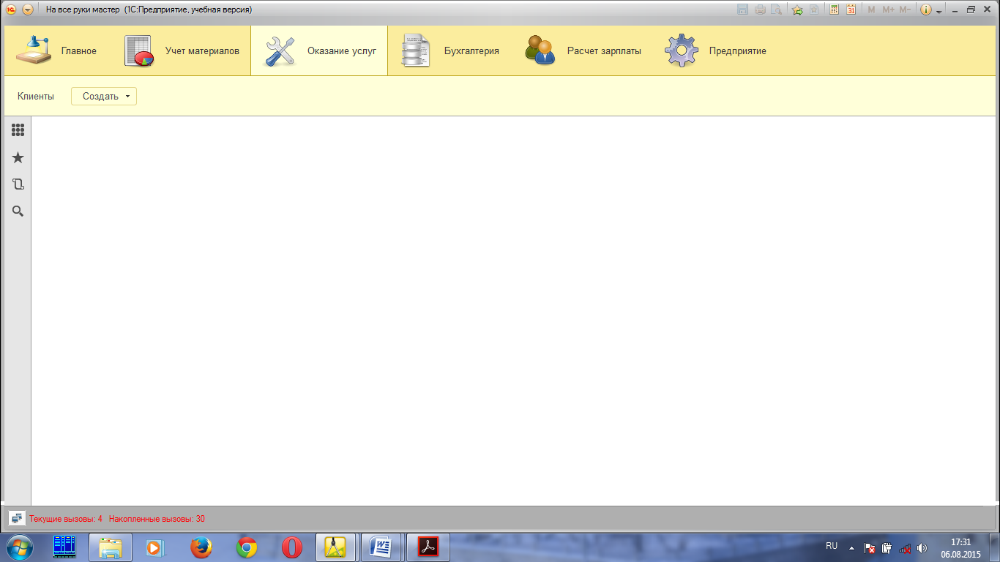 На все руки мастер (1С:Предприятие, учебная версия)
31 M M+ M−
Главное Учет материалов Оказание услуг Бухгалтерия Расчет зарплаты Предприятие
Клиенты Создать
Текущие вызовы: 4 Накопленные вызовы: 30
RU 17:31
06.08.2015